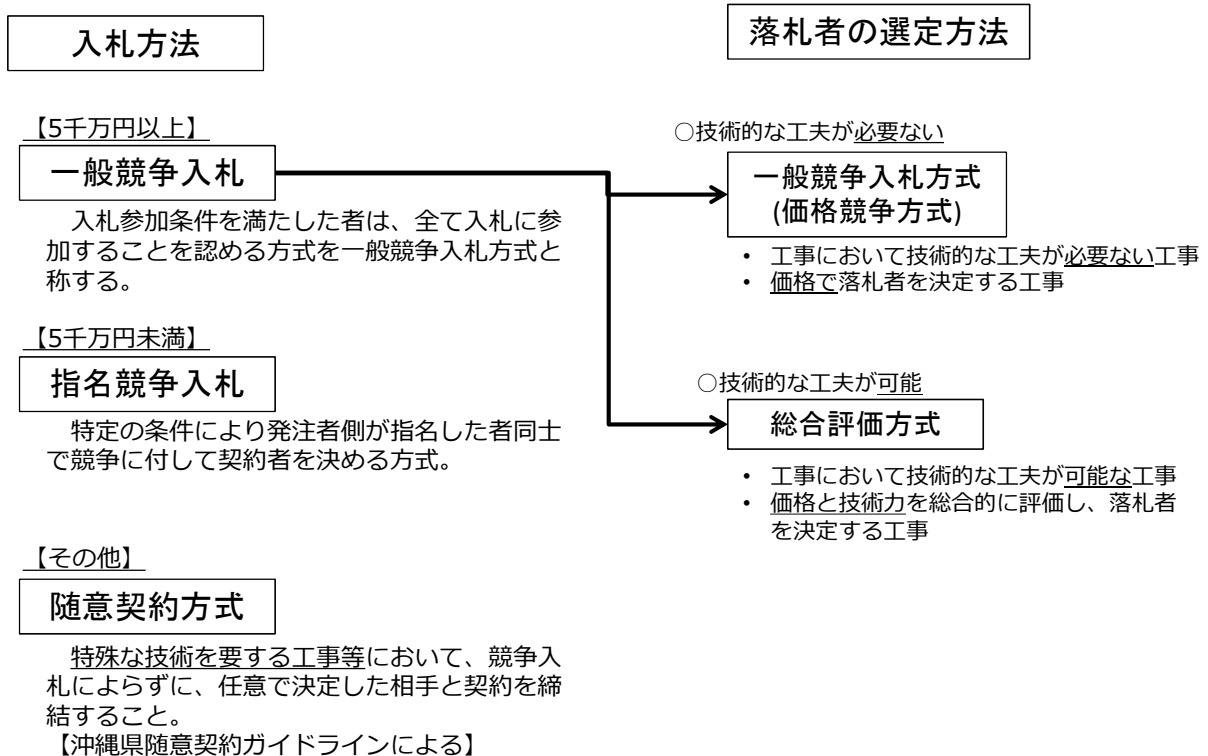 入札方法
【5千万円以上】
一般競争入札
入札参加条件を満たした者は、全て入札に参
加することを認める方式を一般競争入札方式と
称する。
【5千万円未満】
指名競争入札
特定の条件により発注者側が指名した者同士
で競争に付して契約者を決める方式。
【その他】
随意契約方式
特殊な技術を要する工事等において、競争入
札によらずに、任意で決定した相手と契約を締
結すること。
【沖縄県随意契約ガイドラインによる】
落札者の選定方法
○技術的な工夫が必要ない
一般競争入札方式
(価格競争方式)
• 工事において技術的な工夫が必要ない工事
• 価格で落札者を決定する工事
○技術的な工夫が可能
総合評価方式
• 工事において技術的な工夫が可能な工事
• 価格と技術力を総合的に評価し、落札者
を決定する工事